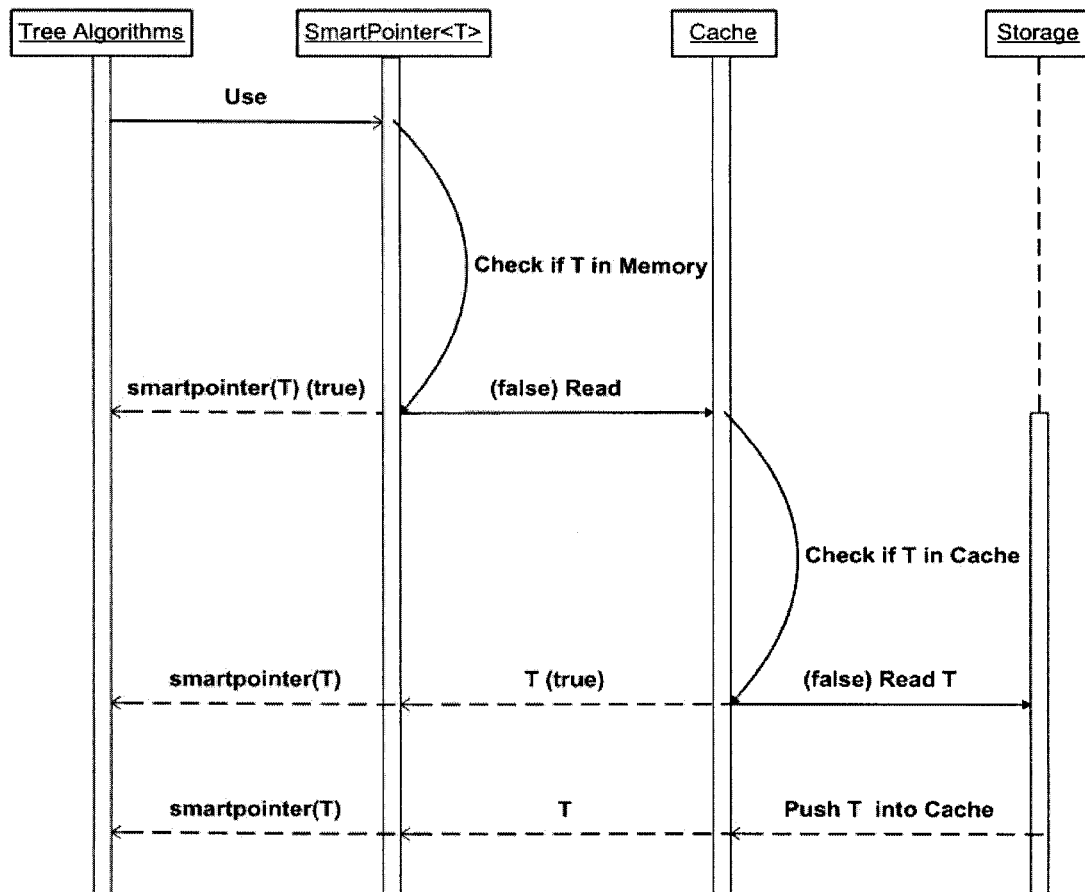 Tree Algorithms
SmartPointer<T>
Cache
Storage
Use
Check if T in Memory
smartpointer(T) (true)
(false) Read
Check if T in Cache
smartpointer(T)
T (true)
(false) Read T
smartpointer(T)
T
Push T into Cache